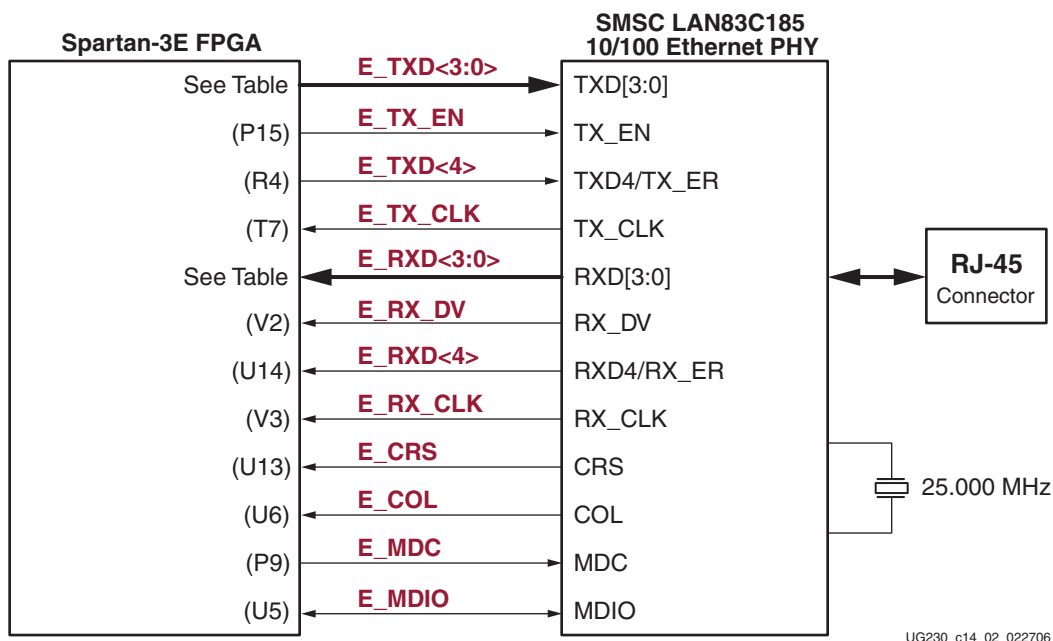 Spartan-3E FPGA
SMSC LAN83C185
10/100 Ethernet PHY
See Table E_TXD<3:0> TXD[3:0]
(P15) E_TX_EN TX_EN
(R4) E_TXD<4> TXD4/TX_ER
(T7) E_TX_CLK TX_CLK
See Table E_RXD<3:0> RXD[3:0]
(V2) E_RX_DV RX_DV
(U14) E_RXD<4> RXD4/RX_ER
(V3) E_RX_CLK RX_CLK
(U13) E_CRS CRS
(U6) E_COL COL
(P9) E_MDC MDC
(U5) E_MDIO MDIO
RJ-45
Connector
25.000 MHz
UG230_c14_02_022706